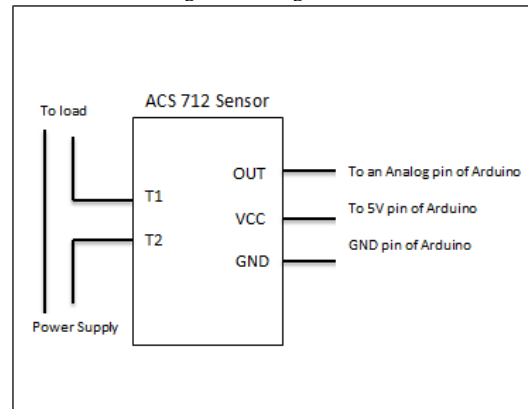 ACS 712 Sensor
To load
T1
T2
Power Supply
OUT
VCC
GND
To an Analog pin of Arduino
To 5V pin of Arduino
GND pin of Arduino